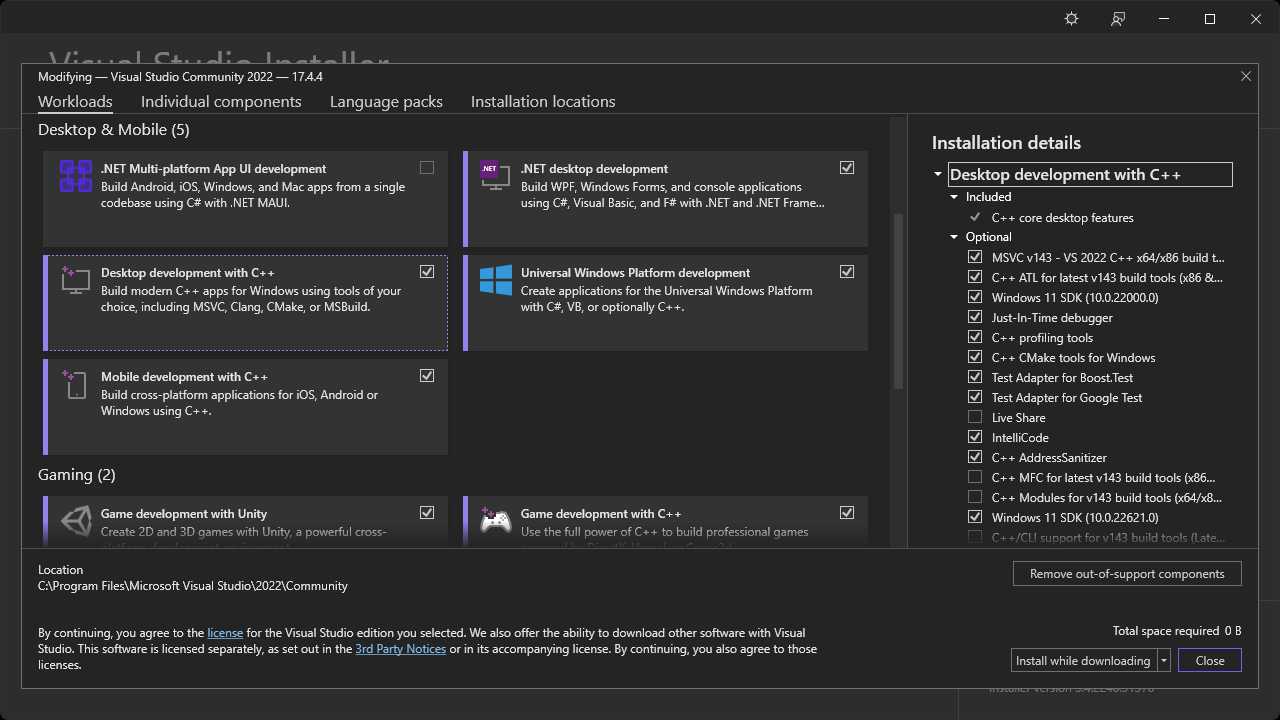 Visual Studio Installer
Modifying — Visual Studio Community 2022 — 17.4.4
Workloads
Individual components
Language packs
Installation locations
Desktop & Mobile (5)
.NET Multi-platform App UI development
Build Android, iOS, Windows, and Mac apps from a single
codebase using C# with .NET MAUI.
.NET
.NET desktop development
Build WPF, Windows Forms, and console applications
using C#, Visual Basic, and F# with .NET and .NET Frame...
Desktop development with C++
Build modern C++ apps for Windows using tools of your
choice, including MSVC, Clang, CMake, or MSBuild.
Universal Windows Platform development
Create applications for the Universal Windows Platform
with C#, VB, or optionally C++.
Mobile development with C++
Build cross-platform applications for iOS, Android or
Windows using C++.
Gaming (2)
Game development with Unity
Create 2D and 3D games with Unity, a powerful cross-
platform development environment.
Game development with C++
Use the full power of C++ to build professional games
powered by DirectX, Unreal, or Cocos2d.
Installation details
Desktop development with C++
Included
C++ core desktop features
Optional
MSVC v143 - VS 2022 C++ x64/x86 build t...
C++ ATL for latest v143 build tools (x86 &...
Windows 11 SDK (10.0.22000.0)
Just-In-Time debugger
C++ profiling tools
C++ CMake tools for Windows
Test Adapter for Boost.Test
Test Adapter for Google Test
Live Share
IntelliCode
C++ AddressSanitizer
C++ MFC for latest v143 build tools (x86...
C++ Modules for v143 build tools (x64/x8...
Windows 11 SDK (10.0.22621.0)
C++/CLI support for v143 build tools (Late...
Location
C:\Program Files\Microsoft Visual Studio\2022\Community
Remove out-of-support components
By continuing, you agree to the license for the Visual Studio edition you selected. We also offer the ability to download other software with Visual
Studio. This software is licensed separately, as set out in the 3rd Party Notices or in its accompanying license. By continuing, you also agree to those
licenses.
Total space required 0 B
Install while downloading
Close
Installer version